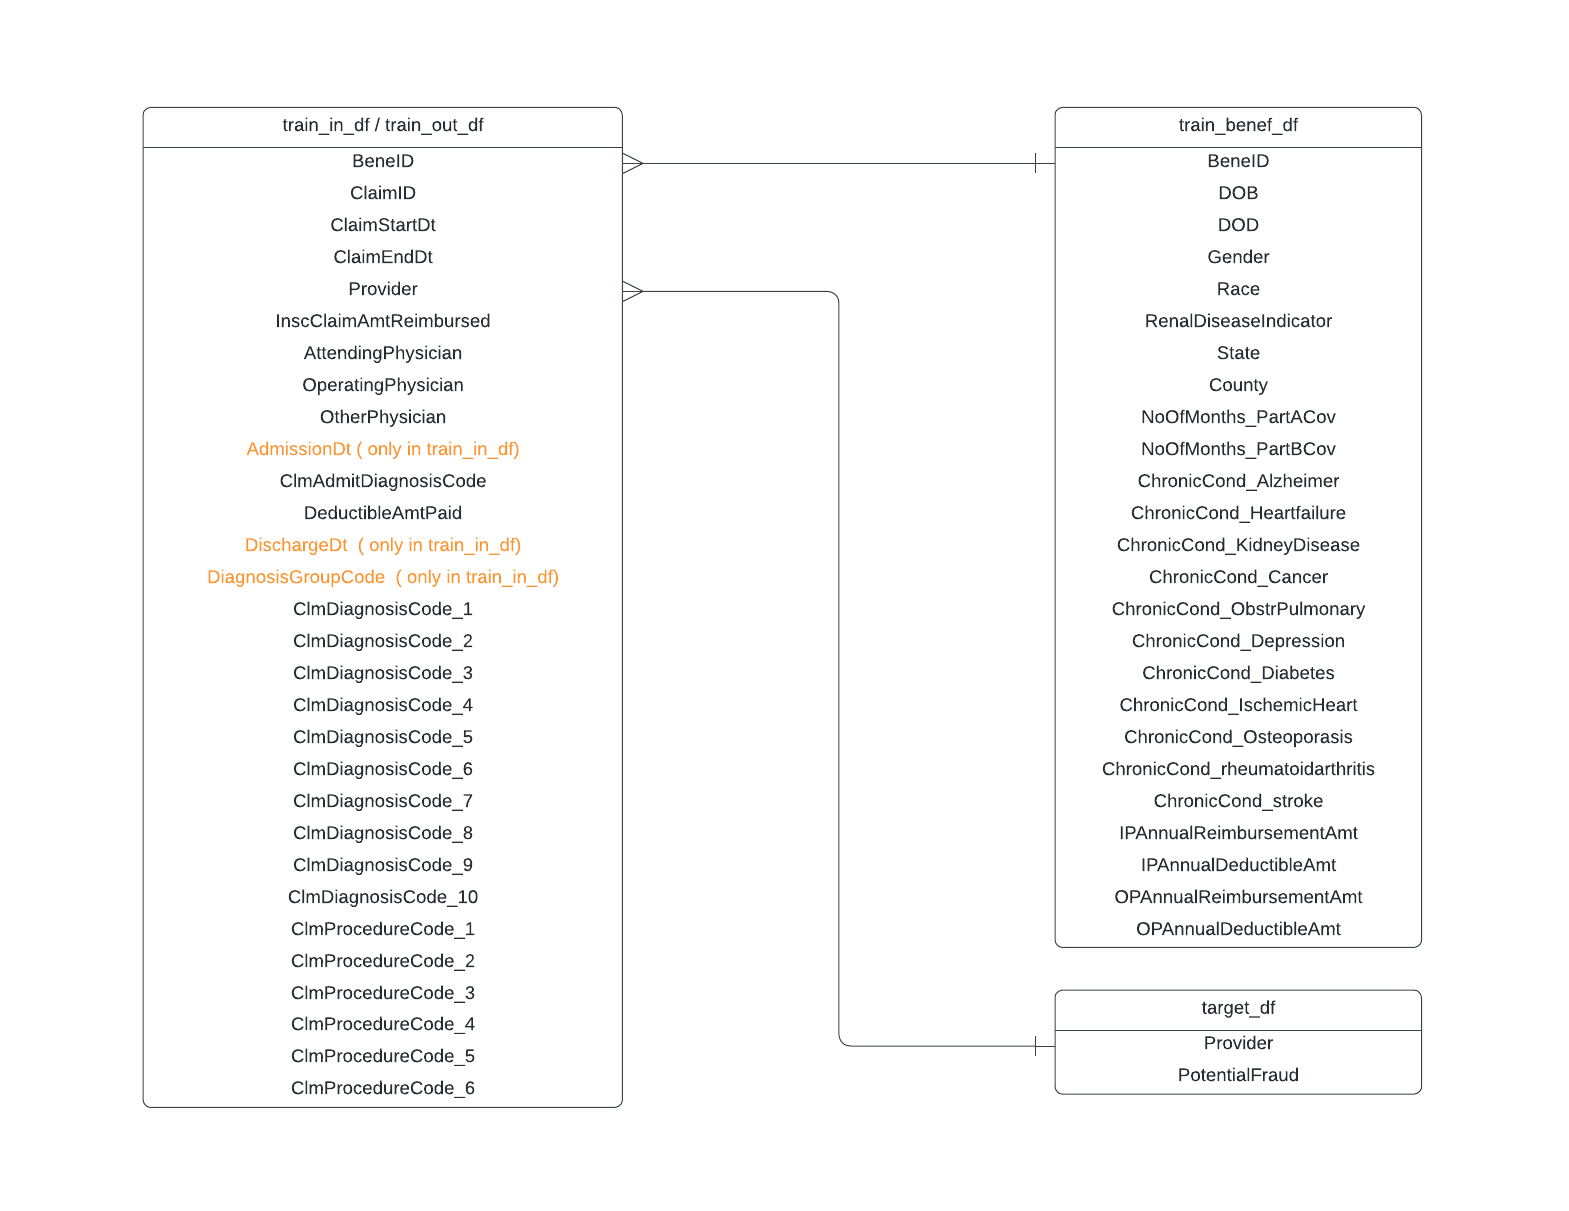 train_in_df / train_out_df
BeneID
ClaimID
ClaimStartDt
ClaimEndDt
Provider
InscClaimAmtReimbursed
AttendingPhysician
OperatingPhysician
OtherPhysician
AdmissionDt ( only in train_in_df)
ClmAdmitDiagnosisCode
DeductibleAmtPaid
DischargeDt  ( only in train_in_df)
DiagnosisGroupCode  ( only in train_in_df)
ClmDiagnosisCode_1
ClmDiagnosisCode_2
ClmDiagnosisCode_3
ClmDiagnosisCode_4
ClmDiagnosisCode_5
ClmDiagnosisCode_6
ClmDiagnosisCode_7
ClmDiagnosisCode_8
ClmDiagnosisCode_9
ClmDiagnosisCode_10
ClmProcedureCode_1
ClmProcedureCode_2
ClmProcedureCode_3
ClmProcedureCode_4
ClmProcedureCode_5
ClmProcedureCode_6
train_benef_df
BeneID
DOB
DOD
Gender
Race
RenalDiseaseIndicator
State
County
NoOfMonths_PartACov
NoOfMonths_PartBCov
ChronicCond_Alzheimer
ChronicCond_Heartfailure
ChronicCond_KidneyDisease
ChronicCond_Cancer
ChronicCond_ObstrPulmonary
ChronicCond_Depression
ChronicCond_Diabetes
ChronicCond_IschemicHeart
ChronicCond_Osteoporasis
ChronicCond_rheumatoidarthritis
ChronicCond_stroke
IPAnnualReimbursementAmt
IPAnnualDeductibleAmt
OPAnnualReimbursementAmt
OPAnnualDeductibleAmt
target_df
Provider
PotentialFraud